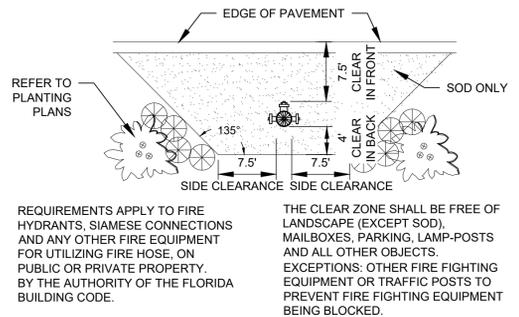 EDGE OF PAVEMENT
REFER TO
PLANTING
PLANS
7.5'
CLEAR
IN FRONT
SOD ONLY
135°
4'
CLEAR
IN BACK
7.5'
7.5'
SIDE CLEARANCE
SIDE CLEARANCE
REQUIREMENTS APPLY TO FIRE
HYDRANTS, SIAMESE CONNECTIONS
AND ANY OTHER FIRE EQUIPMENT
FOR UTILIZING FIRE HOSE, ON
PUBLIC OR PRIVATE PROPERTY.
BY THE AUTHORITY OF THE FLORIDA
BUILDING CODE.
THE CLEAR ZONE SHALL BE FREE OF
LANDSCAPE (EXCEPT SOD),
MAILBOXES, PARKING, LAMP-POSTS
AND ALL OTHER OBJECTS.
EXCEPTIONS: OTHER FIRE FIGHTING
EQUIPMENT OR TRAFFIC POSTS TO
PREVENT FIRE FIGHTING EQUIPMENT
BEING BLOCKED.